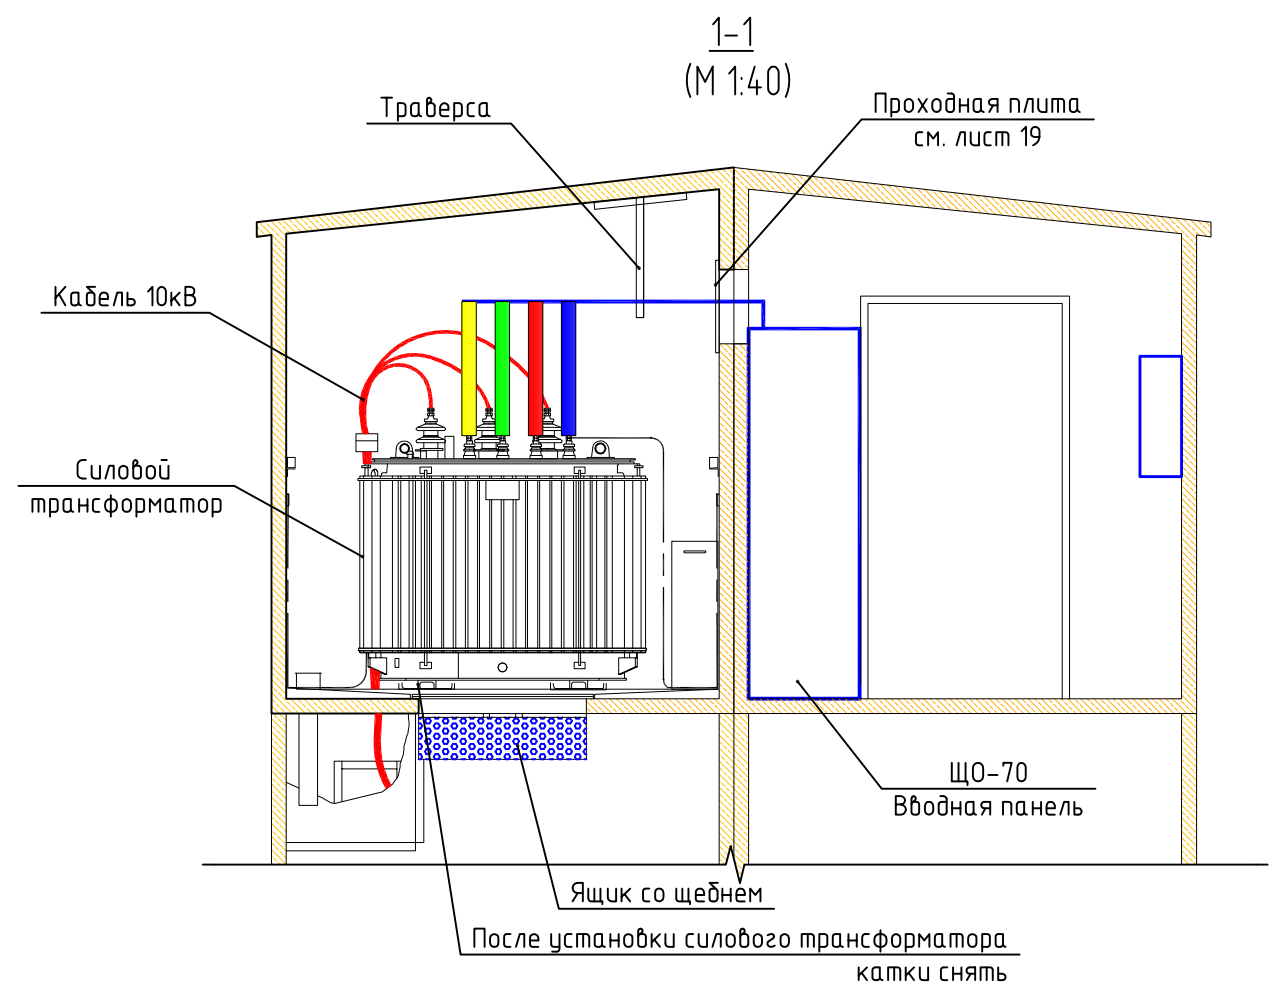 1-1
(М 1:40)
Траверса
Проходная плита
см. лист 19
Кабель 10кВ
Силовой
трансформатор
ЩО-70
Вводная панель
Ящик со щебнем
После установки силового трансформатора
катки снять